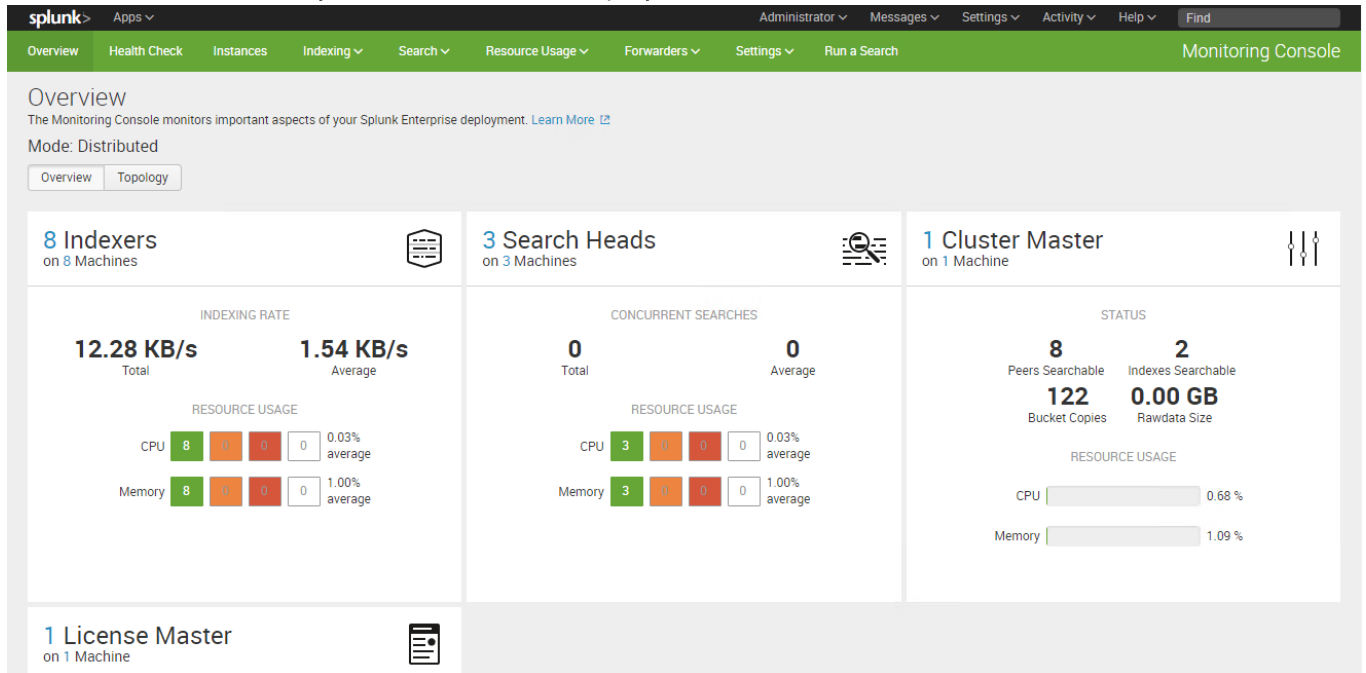 splunk> Apps Administrator Messages Settings Activity Help Find
Overview Health Check Instances Indexing Search Resource Usage Forwarders Settings Run a Search Monitoring Console
Overview
The Monitoring Console monitors important aspects of your Splunk Enterprise deployment. Learn More
Mode: Distributed
Overview Topology
8 Indexers
on 8 Machines
INDEXING RATE
12.28 KB/s 1.54 KB/s
Total Average
RESOURCE USAGE
CPU 8 0 0 0 0.03%
average
Memory 8 0 0 0 1.00%
average
3 Search Heads
on 3 Machines
CONCURRENT SEARCHES
0 0
Total Average
RESOURCE USAGE
CPU 3 0 0 0 0.03%
average
Memory 3 0 0 0 1.00%
average
1 Cluster Master
on 1 Machine
STATUS
8 2
Peers Searchable Indexes Searchable
122 0.00 GB
Bucket Copies Rawdata Size
RESOURCE USAGE
CPU 0.68 %
Memory 1.09 %
1 License Master
on 1 Machine